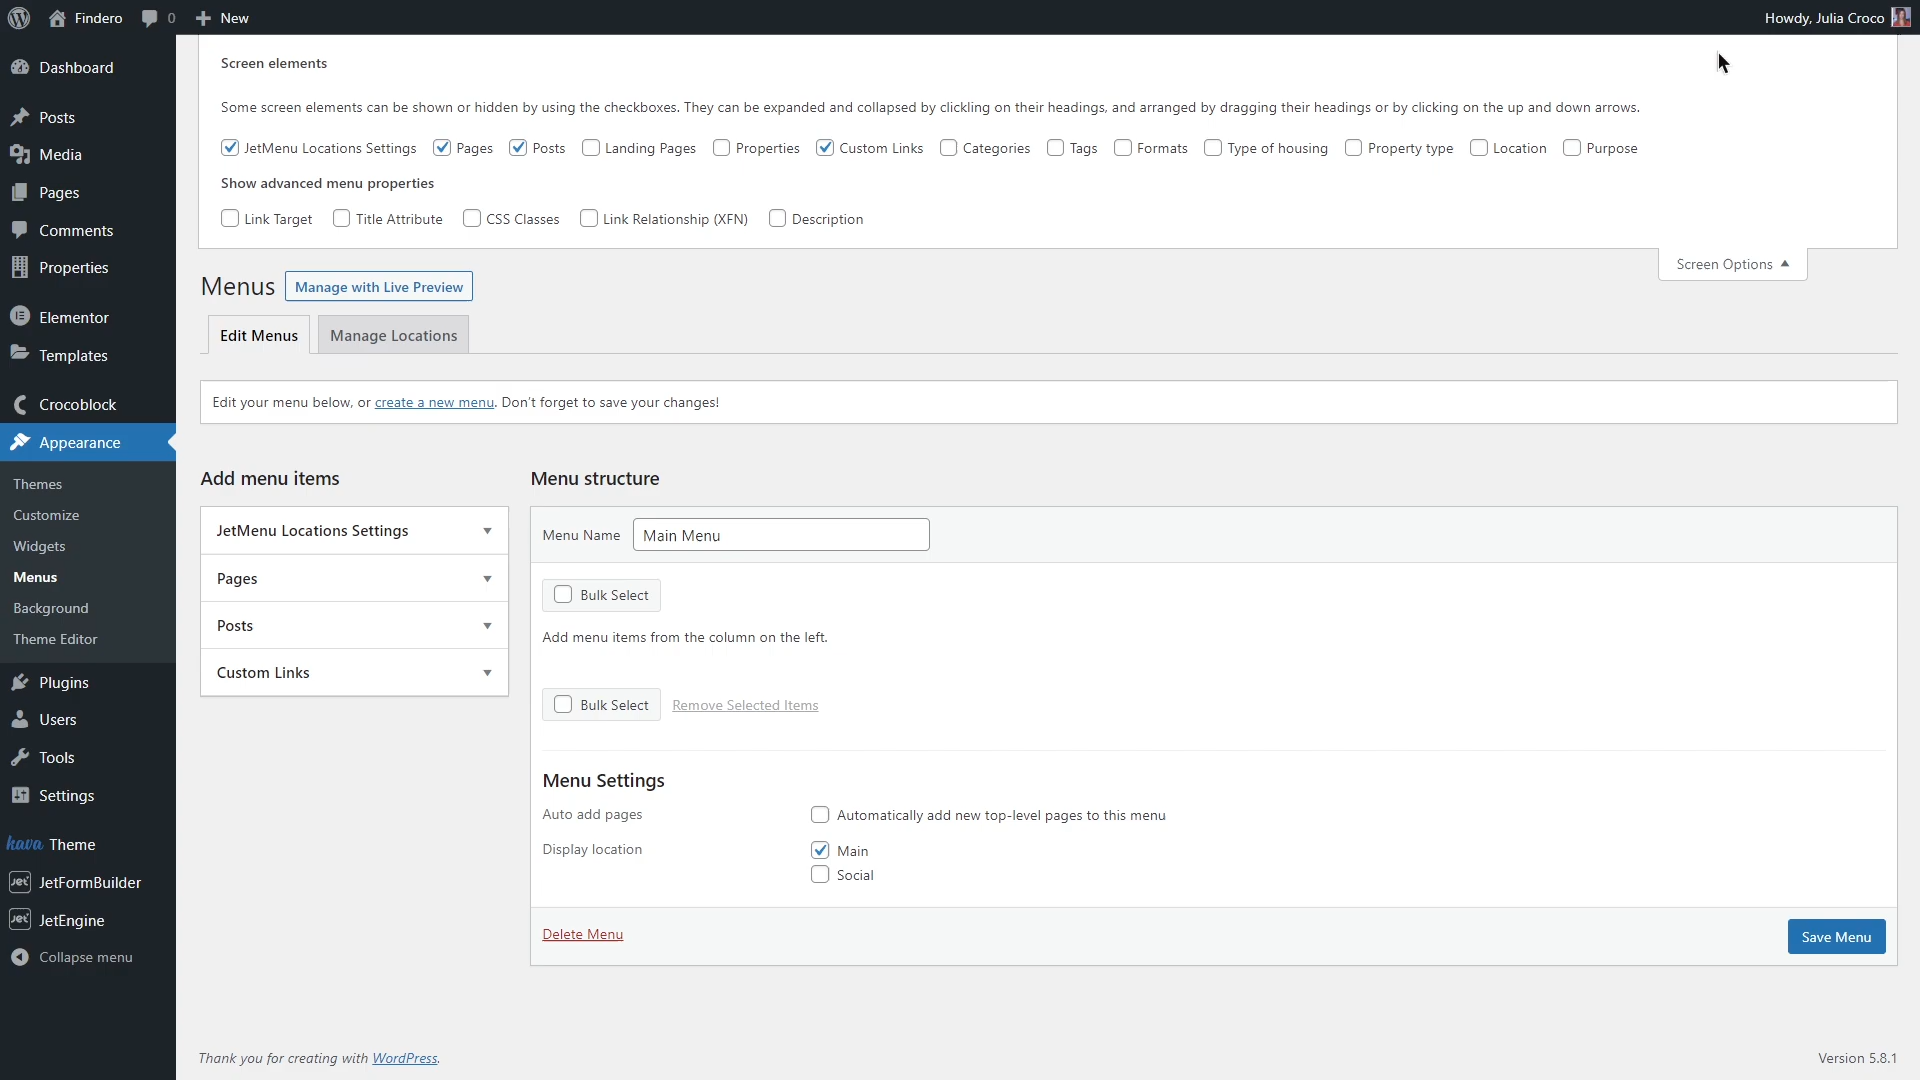 Findero
0
New
Howdy, Julia Croco
Dashboard
Posts
Media
Pages
Comments
Properties
Elementor
Templates
Crocoblock
Appearance
Themes
Customize
Widgets
Menus
Background
Theme Editor
Plugins
Users
Tools
Settings
hava Theme
Jet JetFormBuilder
Jet JetEngine
Collapse menu
Screen elements
Some screen elements can be shown or hidden by using the checkboxes. They can be expanded and collapsed by clickling on their headings, and arranged by dragging their headings or by clicking on the up and down arrows.
JetMenu Locations Settings Pages Posts Landing Pages Properties Custom Links Categories Tags Formats Type of housing Property type Location Purpose
Show advanced menu properties
Link Target Title Attribute CSS Classes Link Relationship (XFN) Description
Screen Options
Menus Manage with Live Preview
Edit Menus Manage Locations
Edit your menu below, or create a new menu. Don't forget to save your changes!
Add menu items
JetMenu Locations Settings
Pages
Posts
Custom Links
Menu structure
Menu Name Main Menu
Bulk Select
Add menu items from the column on the left.
Bulk Select Remove Selected Items
Menu Settings
Auto add pages Automatically add new top-level pages to this menu
Display location Main
Social
Delete Menu Save Menu
Thank you for creating with WordPress. Version 5.8.1